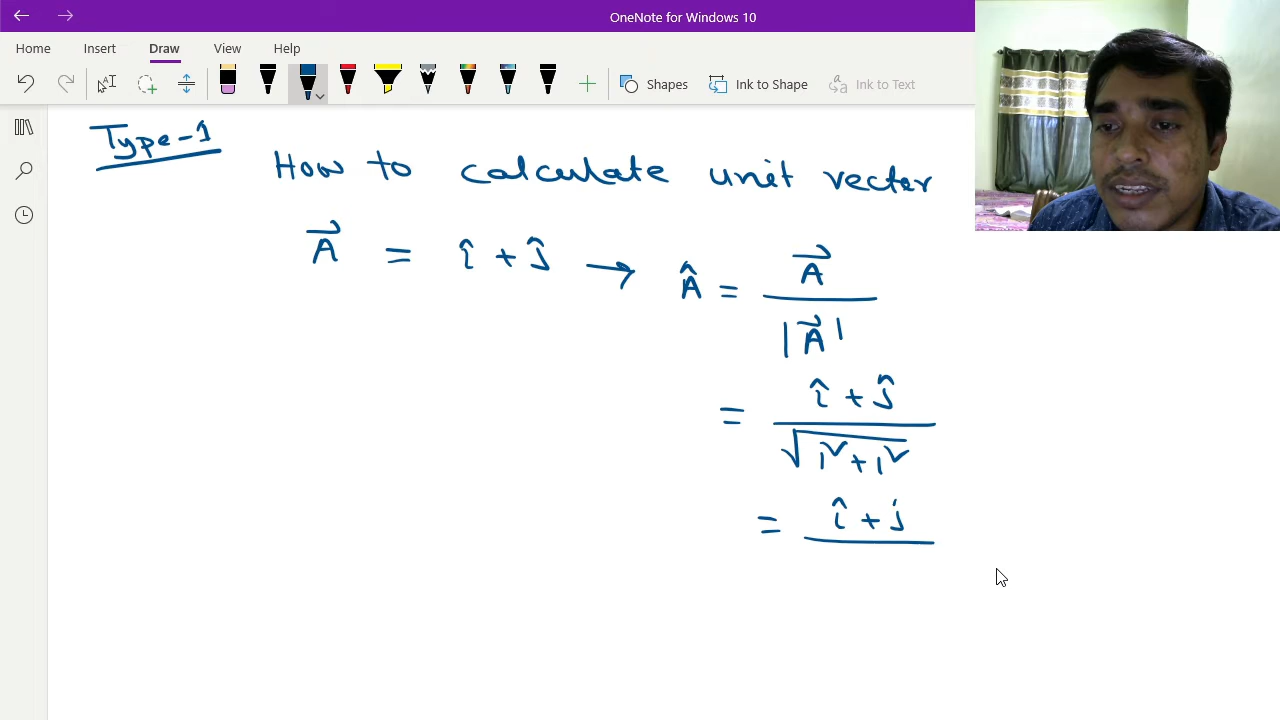 OneNote for Windows 10
Home Insert Draw View Help
Shapes Ink to Shape Ink to Text
Type-1
How to calculate unit vector
A⃗ = î + ĵ → Â = A⃗ / |A⃗|
= î + ĵ / √1² + 1²
= î + j